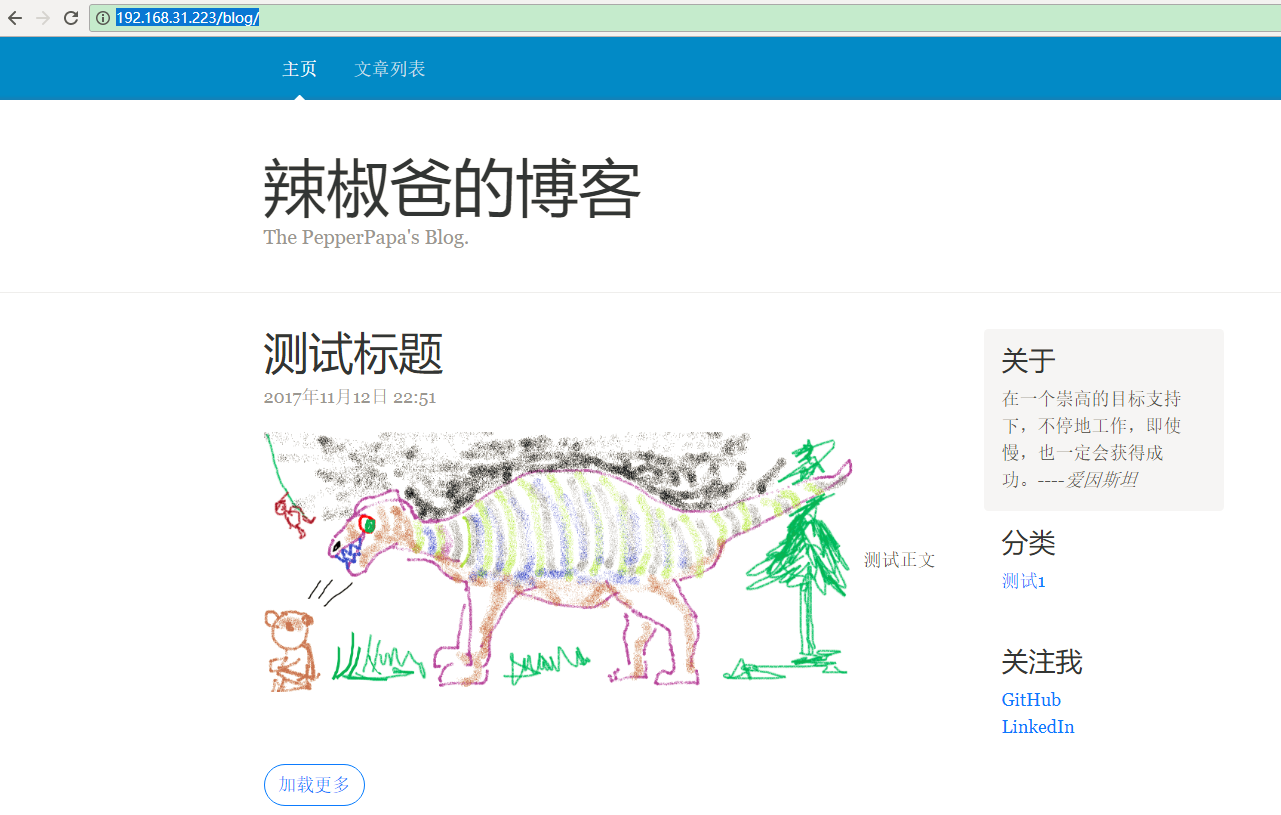 192.168.31.223/blog/
主页 文章列表
辣椒爸的博客
The PepperPapa's Blog.
测试标题
2017年11月12日 22:51
测试正文
加载更多
关于
在一个崇高的目标支持
下，不停地工作，即使
慢，也一定会获得成
功。----爱因斯坦
分类
测试1
关注我
GitHub
LinkedIn